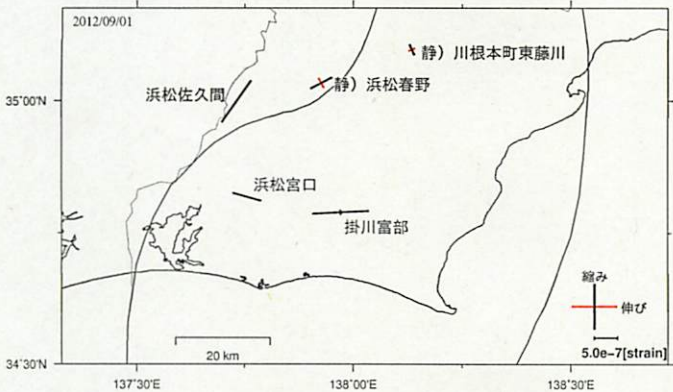 2012/09/01
静）川根本町東藤川
浜松佐久間
静）浜松春野
35°00'N
浜松宮口
掛川富部
縮み
伸び
20 km
5.0e-7[strain]
34°30'N
137°30'E
138°00'E
138°30'E